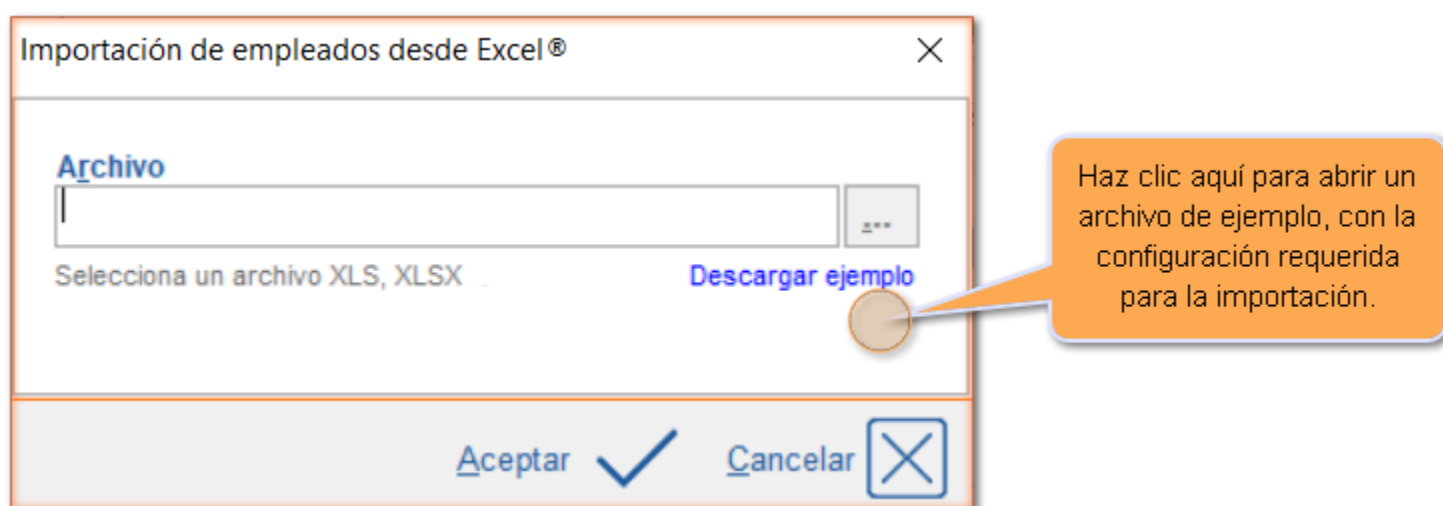 Importación de empleados desde Excel®
Archivo
...
Selecciona un archivo XLS, XLSX
Descargar ejemplo
Haz clic aquí para abrir un
archivo de ejemplo, con la
configuración requerida
para la importación.
Aceptar
Cancelar